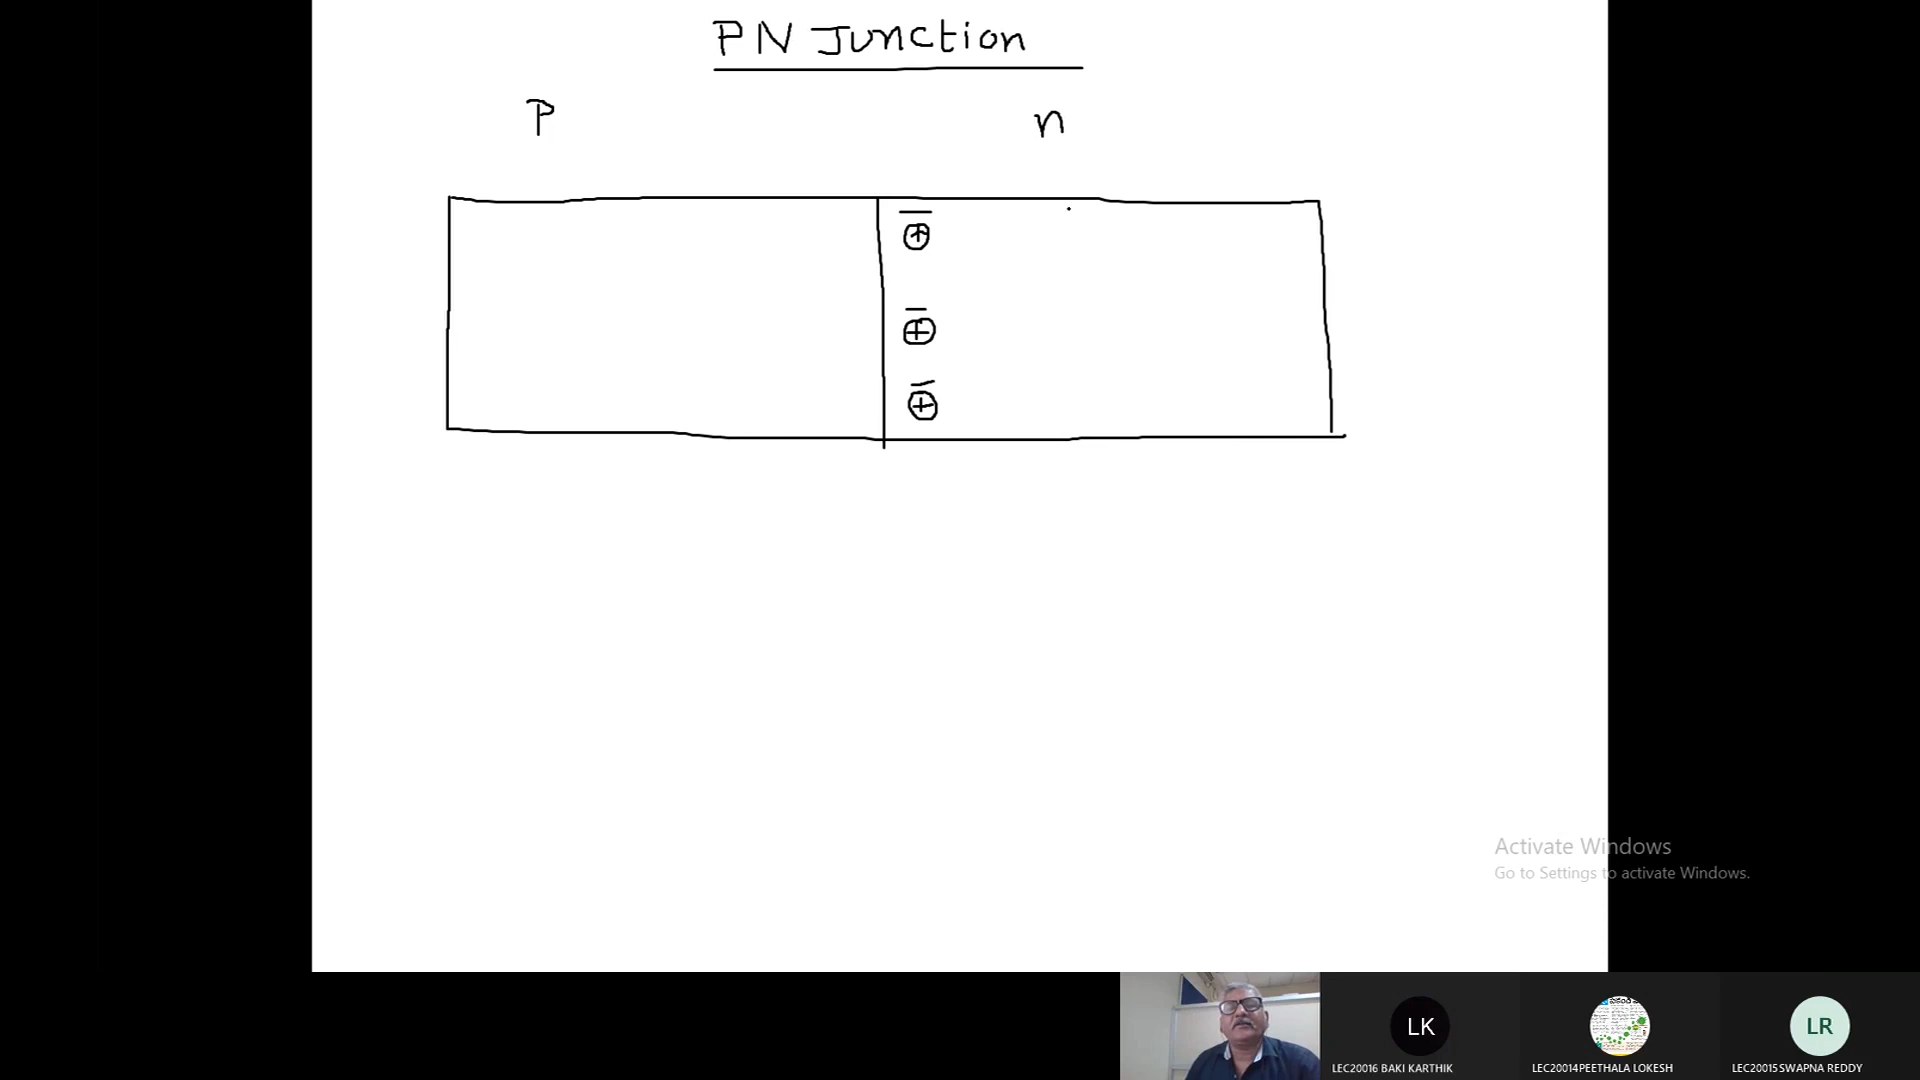 PN Junction
P
n
Activate Windows
Go to Settings to activate Windows.
LK
LR
LEC20016 BAKI KARTHIK
LEC20014PEETHALA LOKESH
LEC20015SWAPNA REDDY